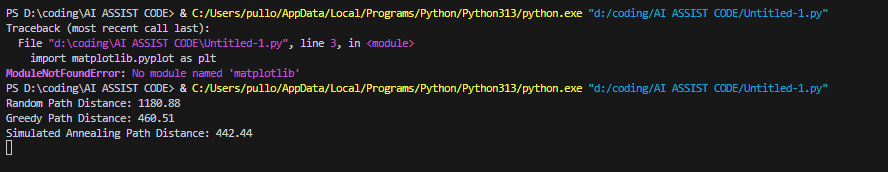 PS D:\coding\AI ASSIST CODE> & C:/Users/pullo/AppData/Local/Programs/Python/Python313/python.exe "d:/coding/AI ASSIST CODE/Untitled-1.py"
Traceback (most recent call last):
  File "d:\coding\AI ASSIST CODE\Untitled-1.py", line 3, in <module>
    import matplotlib.pyplot as plt
ModuleNotFoundError: No module named 'matplotlib'
PS D:\coding\AI ASSIST CODE> & C:/Users/pullo/AppData/Local/Programs/Python/Python313/python.exe "d:/coding/AI ASSIST CODE/Untitled-1.py"
Random Path Distance: 1180.88
Greedy Path Distance: 460.51
Simulated Annealing Path Distance: 442.44